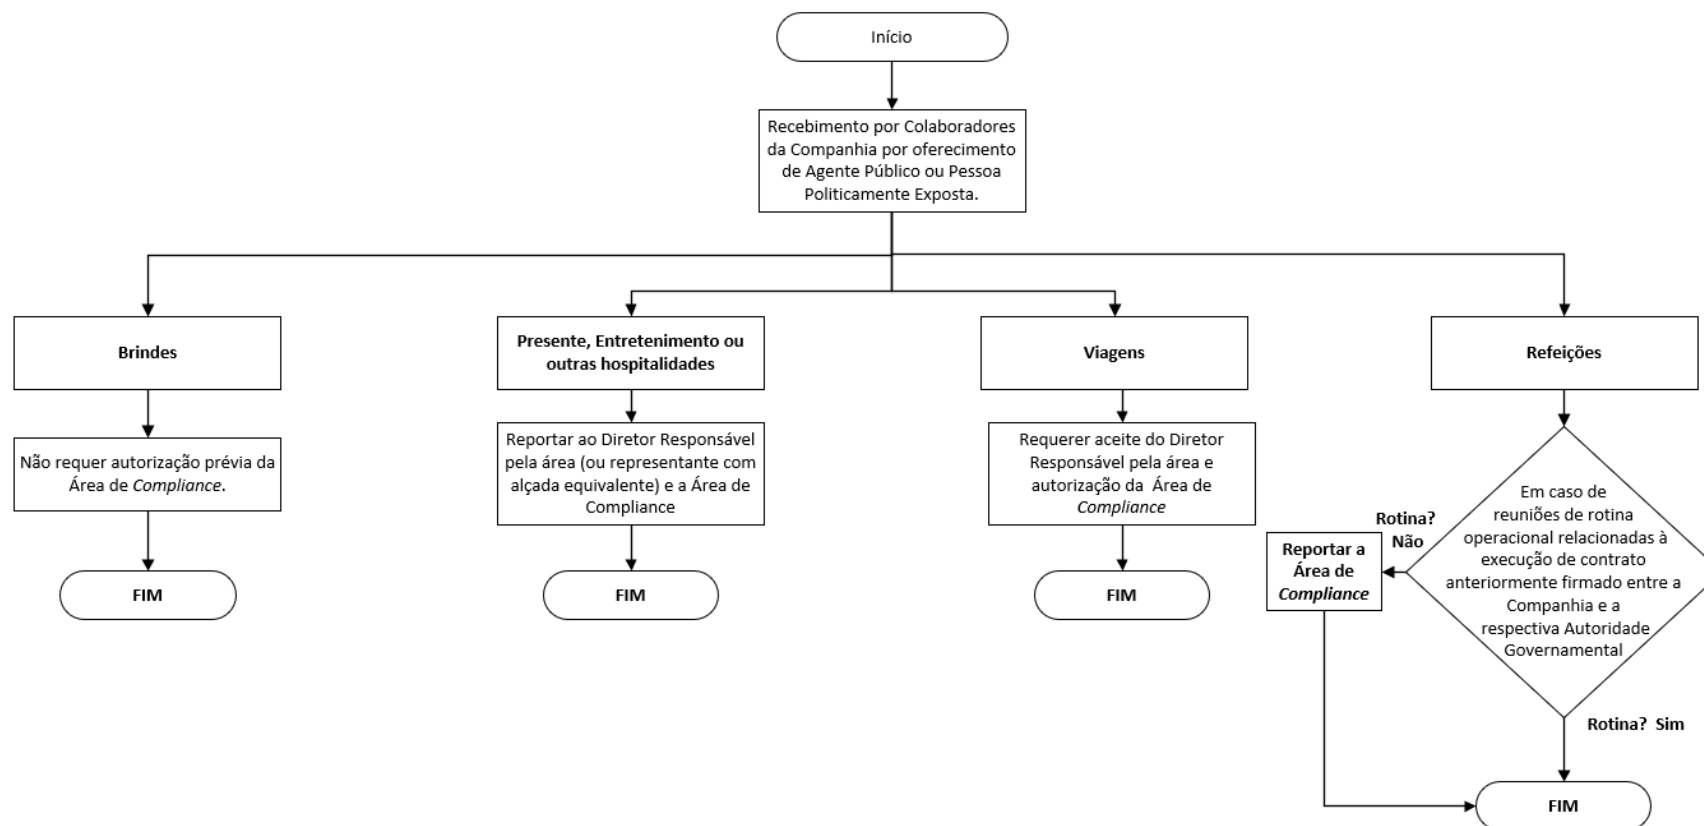 Início
Recebimento por Colaboradores
da Companhia por oferecimento
de Agente Público ou Pessoa
Politicamente Exposta.
Brindes
Presente, Entretenimento ou
outras hospitalidades
Viagens
Refeições
Não requer autorização prévia da
Área de Compliance.
Reportar ao Diretor Responsável
pela área (ou representante com
alçada equivalente) e a Área de
Compliance
Requerer aceite do Diretor
Responsável pela área e
autorização da  Área de
Compliance
Em caso de
reuniões de rotina
operacional relacionadas à
execução de contrato
anteriormente firmado entre a
Companhia e a
respectiva Autoridade
Governamental
Rotina?
Não
Reportar a
Área de
Compliance
FIM
FIM
FIM
Rotina?  Sim
FIM